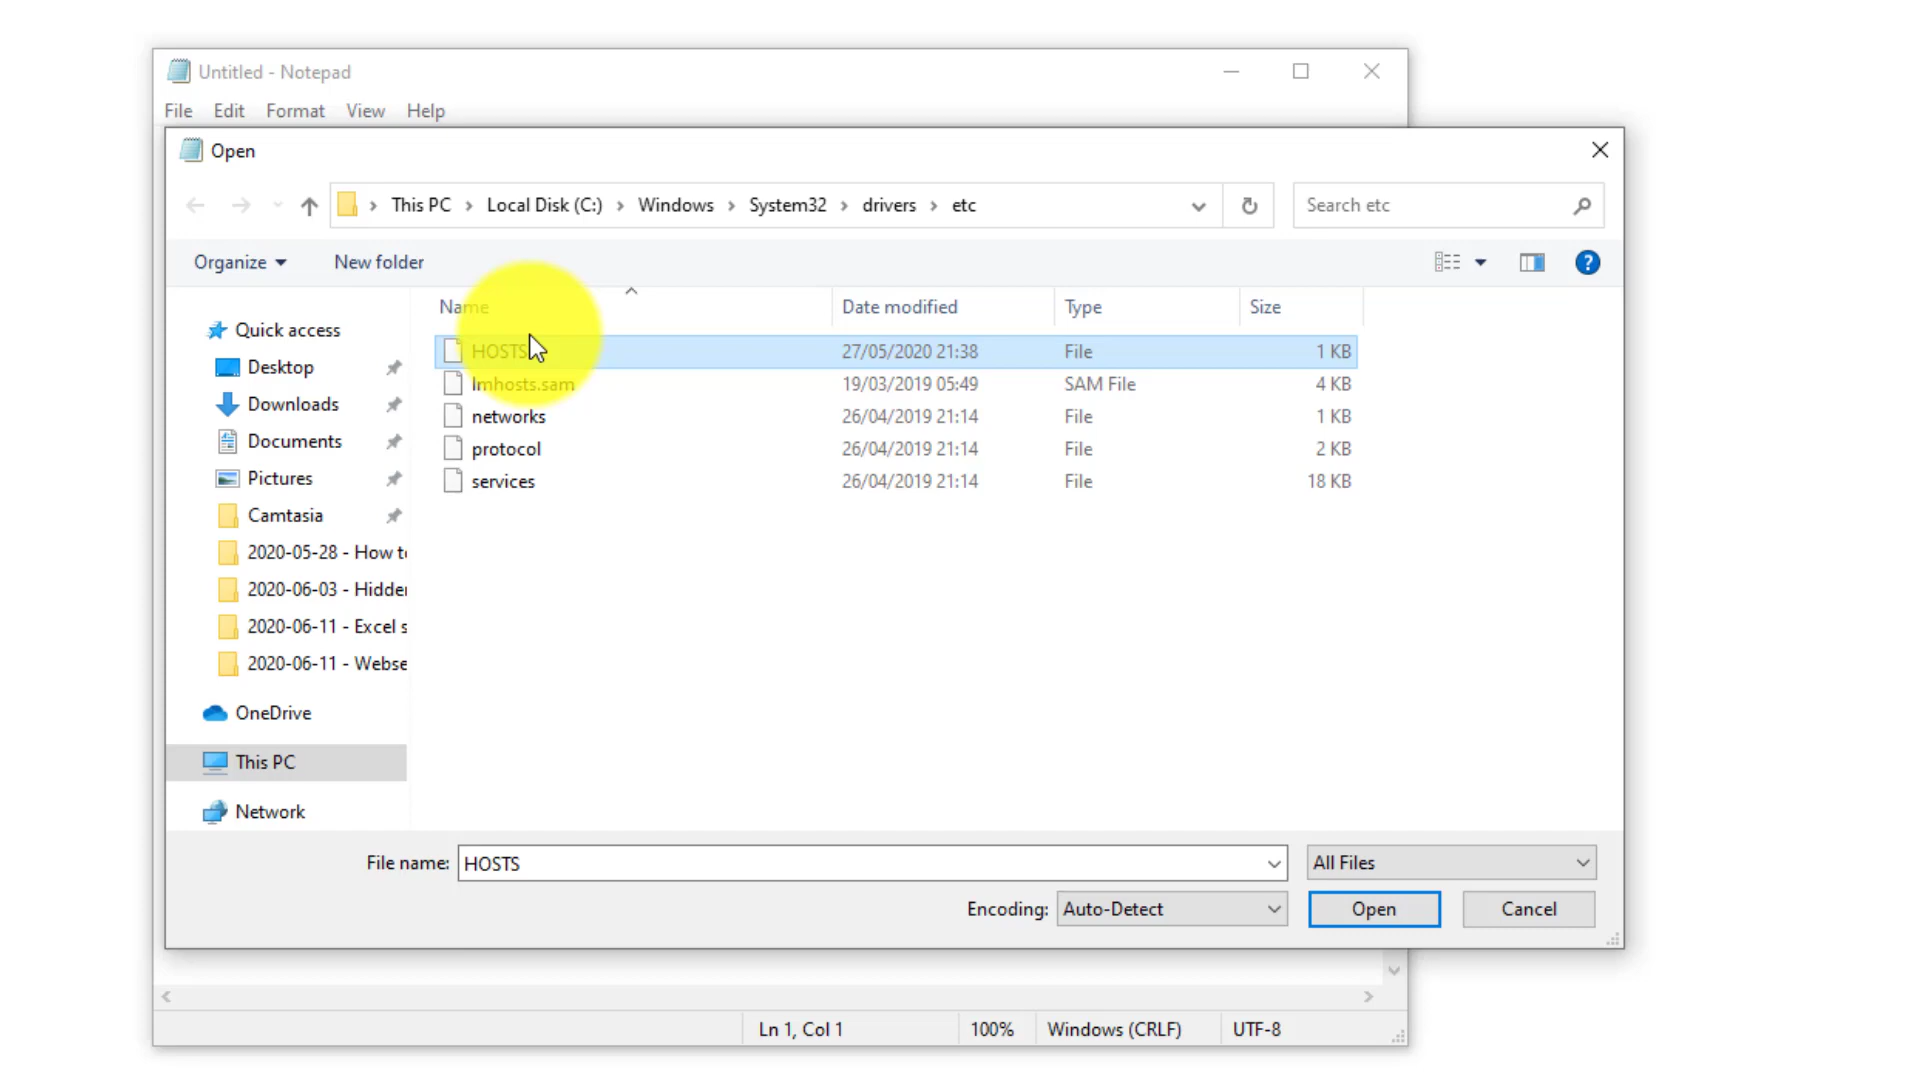 Untitled - Notepad
File Edit Format View Help
Open
This PC > Local Disk (C:) > Windows > System32 > drivers > etc
Search etc
Organize New folder
?
Name Date modified Type Size
Quick access
Desktop
Downloads
Documents
Pictures
Camtasia
2020-05-28 - How to
2020-06-03 - Hidden
2020-06-11 - Excel s
2020-06-11 - Webse
OneDrive
This PC
Network
HOSTS 27/05/2020 21:38 File 1 KB
lmhosts.sam 19/03/2019 05:49 SAM File 4 KB
networks 26/04/2019 21:14 File 1 KB
protocol 26/04/2019 21:14 File 2 KB
services 26/04/2019 21:14 File 18 KB
File name: HOSTS All Files
Encoding: Auto-Detect Open Cancel
Ln 1, Col 1 100% Windows (CRLF) UTF-8